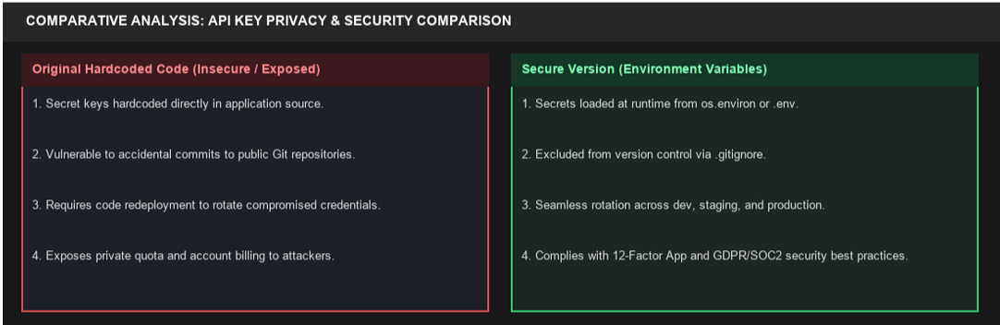 COMPARATIVE ANALYSIS: API KEY PRIVACY & SECURITY COMPARISON
Original Hardcoded Code (Insecure / Exposed)
1. Secret keys hardcoded directly in application source.
2. Vulnerable to accidental commits to public Git repositories.
3. Requires code redeployment to rotate compromised credentials.
4. Exposes private quota and account billing to attackers.
Secure Version (Environment Variables)
1. Secrets loaded at runtime from os.environ or .env.
2. Excluded from version control via .gitignore.
3. Seamless rotation across dev, staging, and production.
4. Complies with 12-Factor App and GDPR/SOC2 security best practices.